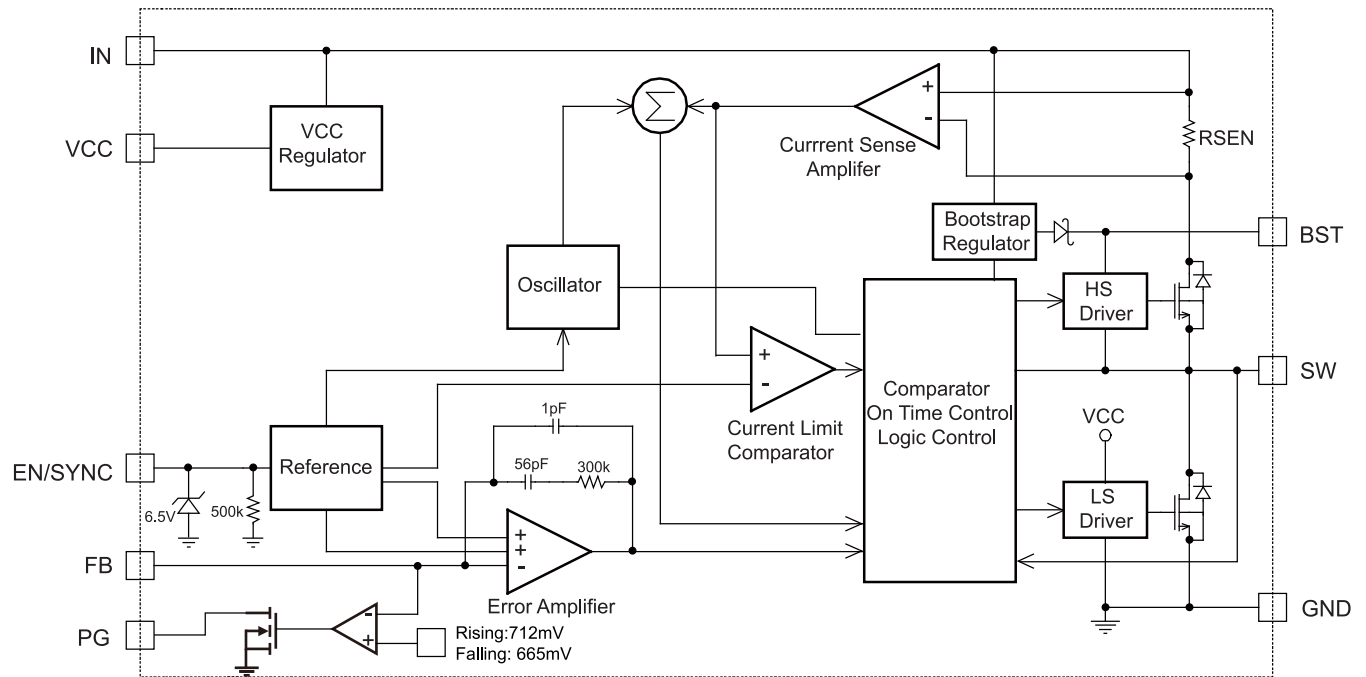 IN
VCC
VCC
Regulator
Σ
+
-
Currrent Sense
Amplifer
RSEN
Bootstrap
Regulator
BST
Oscillator
HS
Driver
+
-
Current Limit
Comparator
Comparator
On Time Control
Logic Control
SW
VCC
1pF
56pF
300k
EN/SYNC
Reference
6.5V
500k
LS
Driver
+
+
-
Error Amplifier
FB
PG
-
+
Rising:712mV
Falling: 665mV
GND